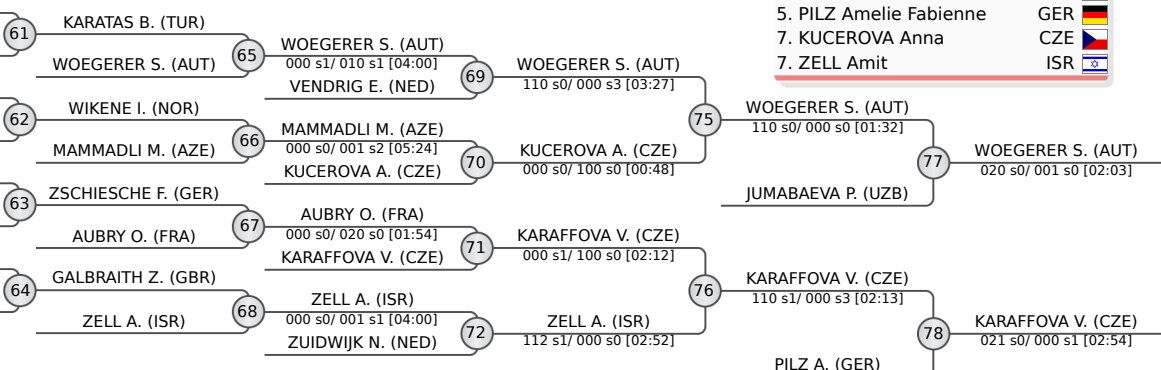 5. PILZ Amelie Fabienne GER
7. KUCEROVA Anna CZE
7. ZELL Amit ISR
61
KARATAS B. (TUR)
WOEGERER S. (AUT)
62
WIKENE I. (NOR)
MAMMADLI M. (AZE)
63
ZSCHIESCHE F. (GER)
AUBRY O. (FRA)
64
GALBRAITH Z. (GBR)
ZELL A. (ISR)
65
WOEGERER S. (AUT)
000 s1/ 010 s1 [04:00]
VENDRIG E. (NED)
66
MAMMADLI M. (AZE)
000 s0/ 001 s2 [05:24]
KUCEROVA A. (CZE)
67
AUBRY O. (FRA)
000 s0/ 020 s0 [01:54]
KARAFFOVA V. (CZE)
68
ZELL A. (ISR)
000 s0/ 001 s1 [04:00]
ZUIDWIJK N. (NED)
69
WOEGERER S. (AUT)
110 s0/ 000 s3 [03:27]
70
KUCEROVA A. (CZE)
000 s0/ 100 s0 [00:48]
71
KARAFFOVA V. (CZE)
000 s1/ 100 s0 [02:12]
72
ZELL A. (ISR)
112 s1/ 000 s0 [02:52]
75
WOEGERER S. (AUT)
110 s0/ 000 s0 [01:32]
JUMABAEVA P. (UZB)
76
KARAFFOVA V. (CZE)
110 s1/ 000 s3 [02:13]
PILZ A. (GER)
77
WOEGERER S. (AUT)
020 s0/ 001 s0 [02:03]
78
KARAFFOVA V. (CZE)
021 s0/ 000 s1 [02:54]